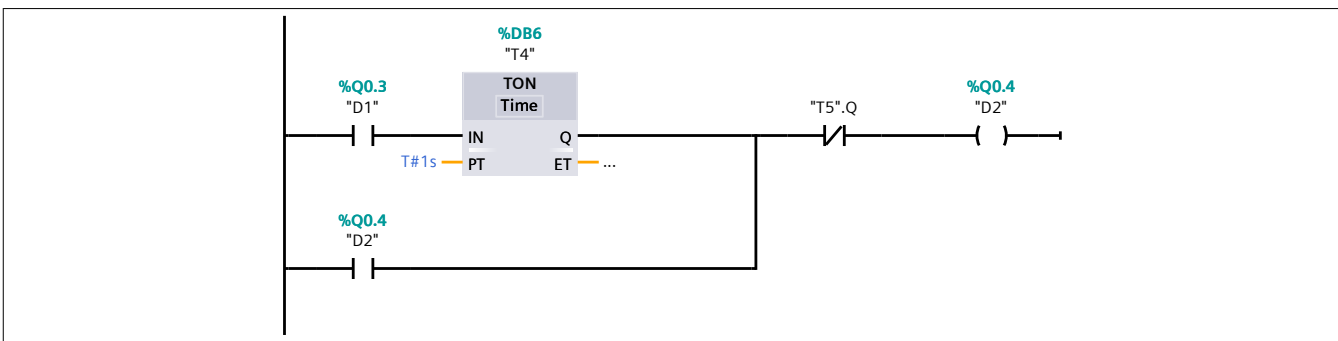 %DB6
"T4"
%Q0.3
"D1"
TON
Time
"T5".Q
%Q0.4
"D2"
IN Q
T#1s PT ET ...
%Q0.4
"D2"